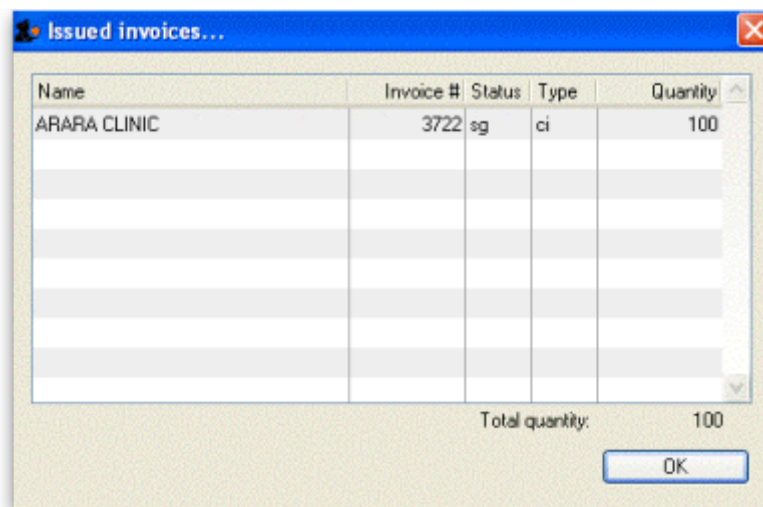 Issued invoices...
Name Invoice # Status Type Quantity
ARARA CLINIC 3722 sg ci 100
Total quantity: 100
OK